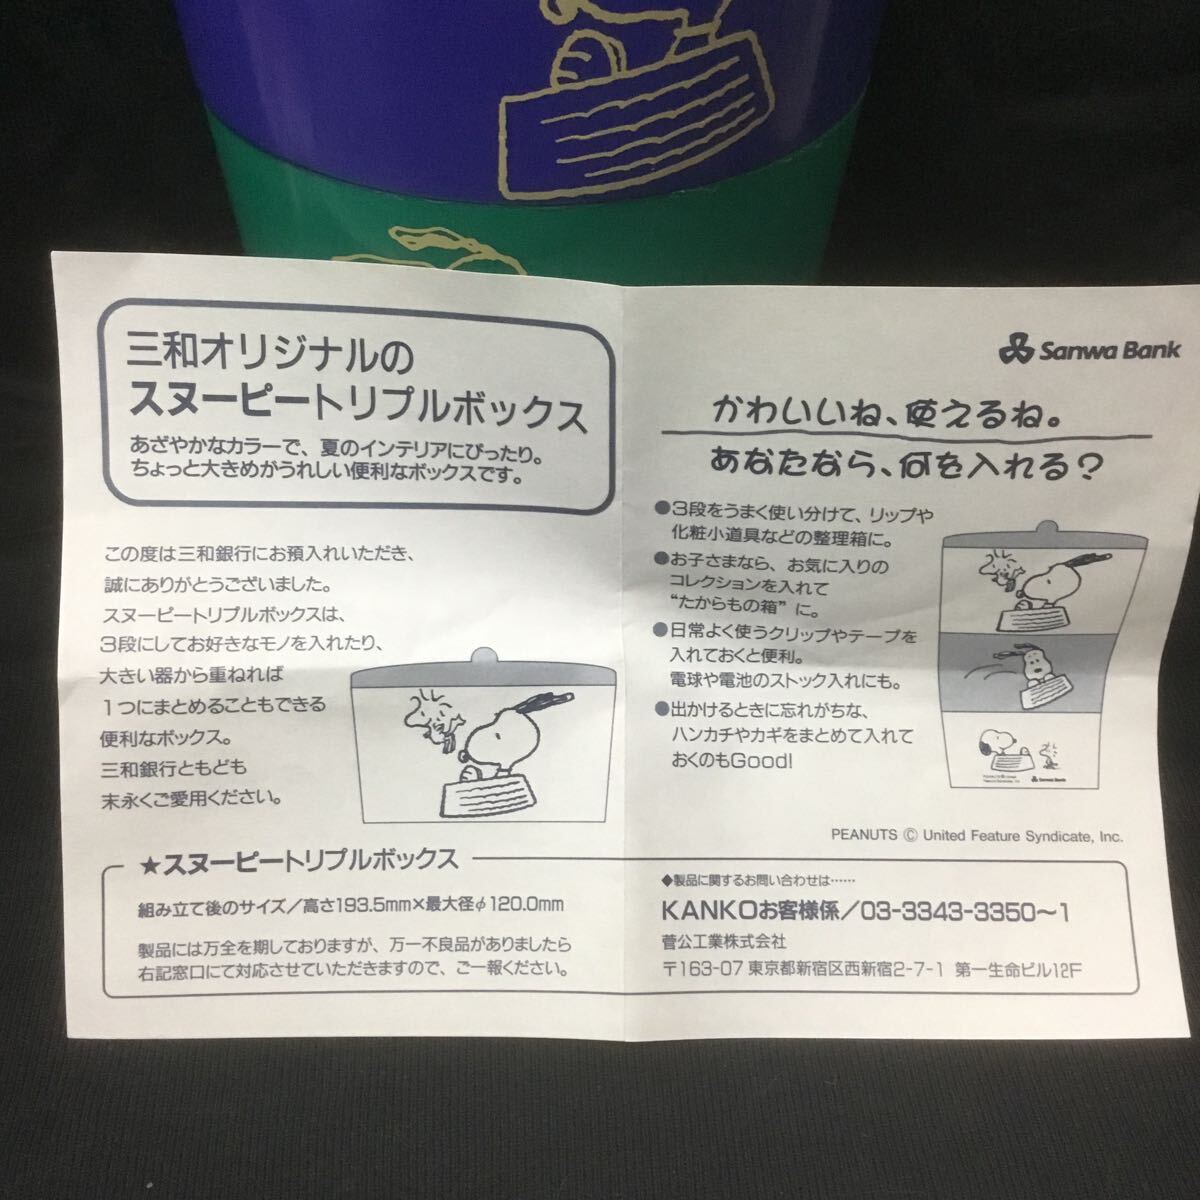 三和オリジナルの
スヌーピートリプルボックス
あざやかなカラーで、夏のインテリアにぴったり。
ちょっと大きめがうれしい便利なボックスです。
この度は三和銀行にお預入れいただき、
誠にありがとうございました。
スヌーピートリプルボックスは、
3段にしてお好きなモノを入れたり、
大きい器から重ねれば
1つにまとめることもできる
便利なボックス。
三和銀行ともども
末永くご愛用ください。
★スヌーピートリプルボックス
組み立て後のサイズ／高さ193.5mm×最大径φ120.0mm
製品には万全を期しておりますが、万一不良品がありましたら
右記窓口にて対応させていただきますので、ご一報ください。
Sanwa Bank
かわいいね、使えるね。
あなたなら、何を入れる？
●3段をうまく使い分けて、リップや
化粧小道具などの整理箱に。
●お子さまなら、お気に入りの
コレクションを入れて
“たからもの箱”に。
●日常よく使うクリップやテープを
入れておくと便利。
電球や電池のストック入れにも。
●出かけるときに忘れがちな、
ハンカチやカギをまとめて入れて
おくのもGood!
Sanwa Bank
PEANUTS © United Feature Syndicate, Inc.
◆製品に関するお問い合わせは……
KANKOお客様係／03-3343-3350～1
菅公工業株式会社
〒163-07 東京都新宿区西新宿2-7-1 第一生命ビル12F